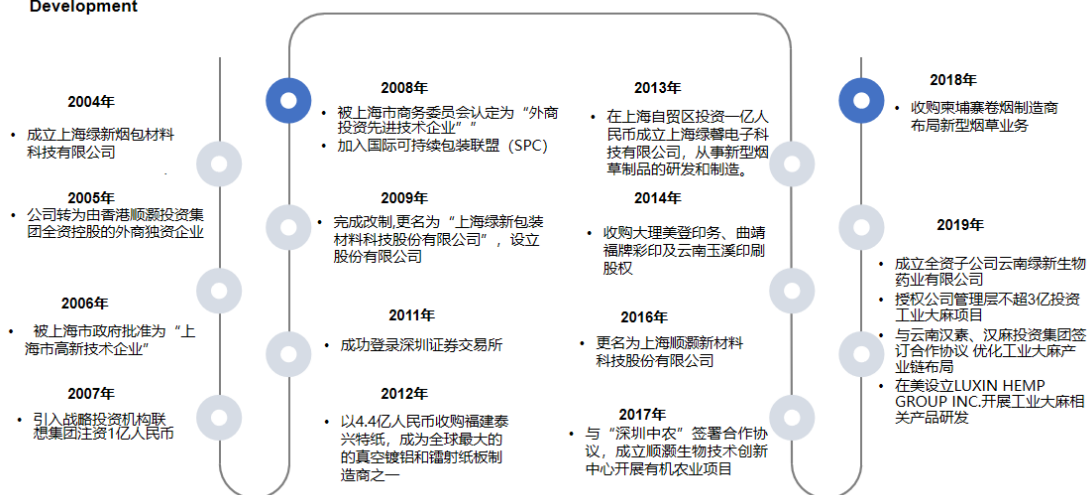 Development
2004年
• 成立上海绿新烟包材料
科技有限公司
2005年
• 公司转为由香港顺灏投资集
团全资控股的外商独资企业
2006年
• 被上海市政府批准为“上
海市高新技术企业”
2007年
• 引入战略投资机构联
想集团注资1亿人民币
2008年
• 被上海市商务委员会认定为“外商
投资先进技术企业””
• 加入国际可持续包装联盟（SPC）
2009年
• 完成改制,更名为“上海绿新包装
材料科技股份有限公司”，设立
股份有限公司
2011年
• 成功登录深圳证券交易所
2012年
• 以4.4亿人民币收购福建泰
兴特纸，成为全球最大的
的真空镀铝和镭射纸板制
造商之一
2013年
• 在上海自贸区投资一亿人
民币成立上海绿馨电子科
技有限公司，从事新型烟
草制品的研发和制造。
2014年
• 收购大理美登印务、曲靖
福牌彩印及云南玉溪印刷
股权
2016年
• 更名为上海顺灏新材料
科技股份有限公司
2017年
• 与“深圳中农”签署合作协
议，成立顺灏生物技术创新
中心开展有机农业项目
2018年
• 收购柬埔寨卷烟制造商
布局新型烟草业务
2019年
• 成立全资子公司云南绿新生物
药业有限公司
• 授权公司管理层不超3亿投资
工业大麻项目
• 与云南汉素、汉麻投资集团签
订合作协议 优化工业大麻产
业链布局
• 在美设立LUXIN HEMP
GROUP INC.开展工业大麻相
关产品研发